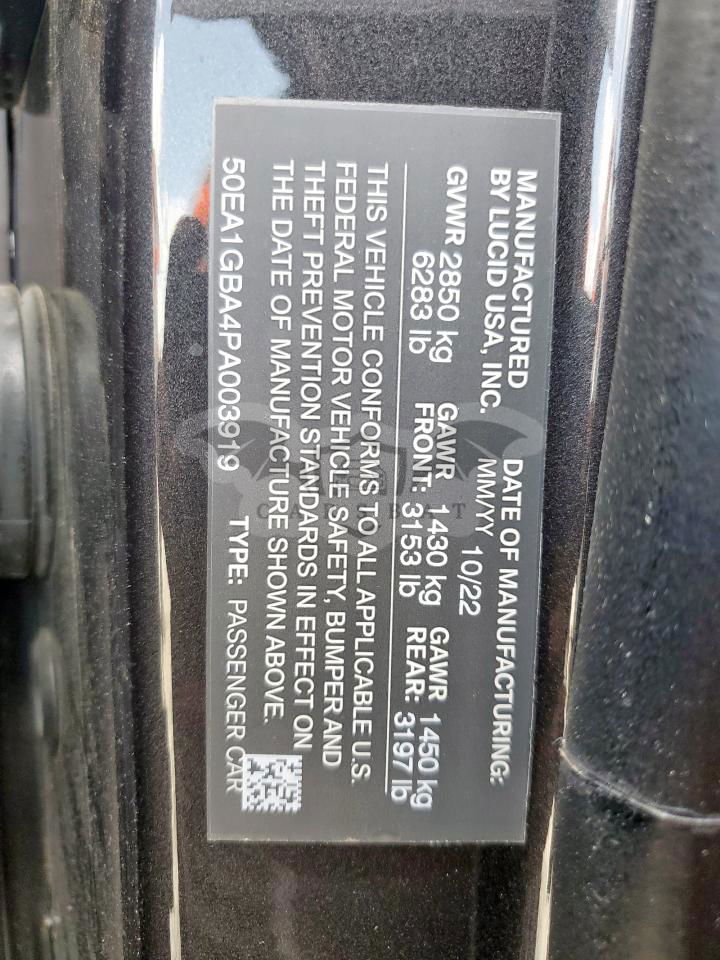 MANUFACTURED
BY LUCID USA, INC.
DATE OF MANUFACTURING:
MM/YY 10/22
GVWR 2850 kg
6283 lb
GAWR 1430 kg
FRONT: 3153 lb
GAWR 1450 kg
REAR: 3197 lb
THIS VEHICLE CONFORMS TO ALL APPLICABLE U.S.
FEDERAL MOTOR VEHICLE SAFETY, BUMPER AND
THEFT PREVENTION STANDARDS IN EFFECT ON
THE DATE OF MANUFACTURE SHOWN ABOVE.
50EA1GBA4PA003919 TYPE: PASSENGER CAR